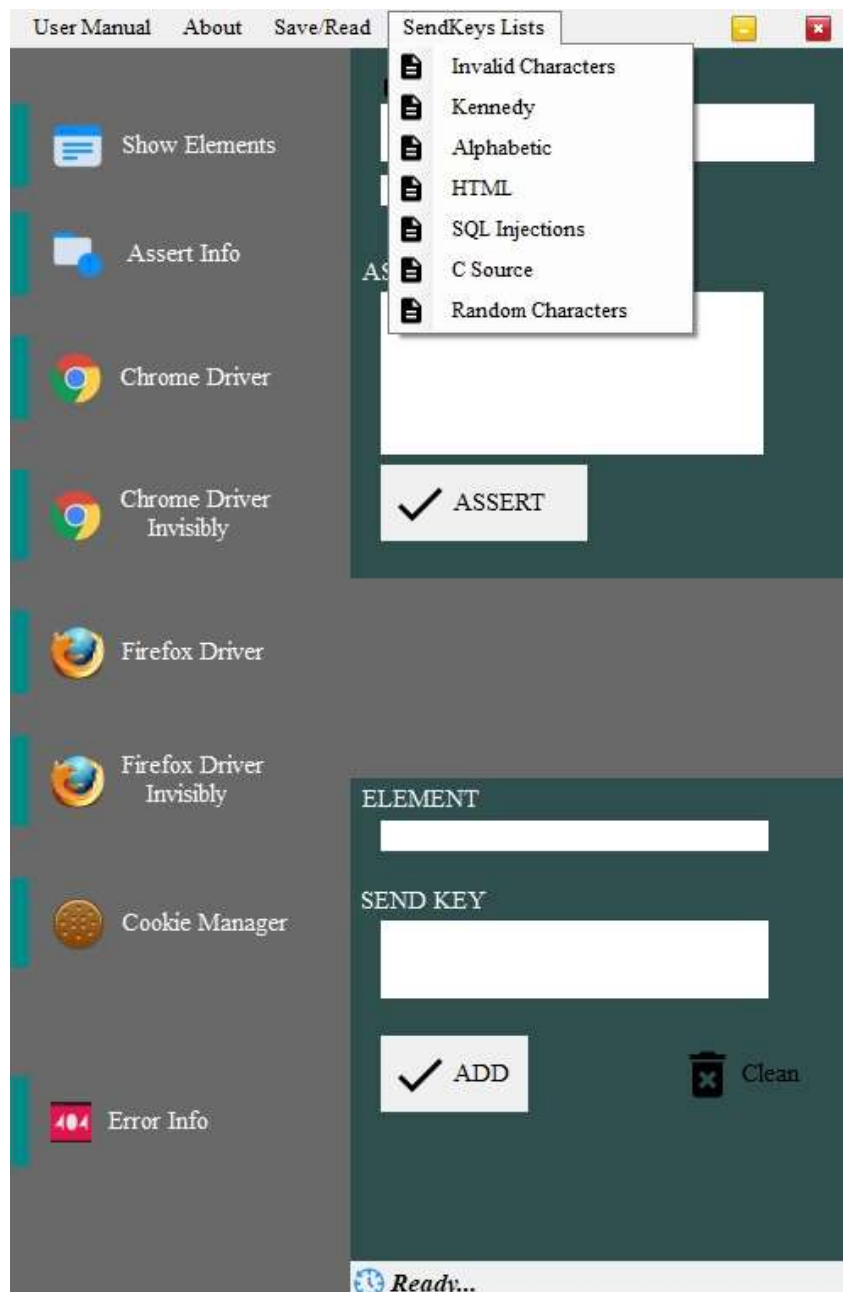 User Manual About Save/Read SendKeys Lists
Invalid Characters
Kennedy
Alphabetic
HTML
SQL Injections
C Source
Random Characters
Show Elements
Assert Info
Chrome Driver
Chrome Driver
Invisibly
Firefox Driver
Firefox Driver
Invisibly
Cookie Manager
404 Error Info
ASSERT
ELEMENT
SEND KEY
ADD
Clean
Ready...